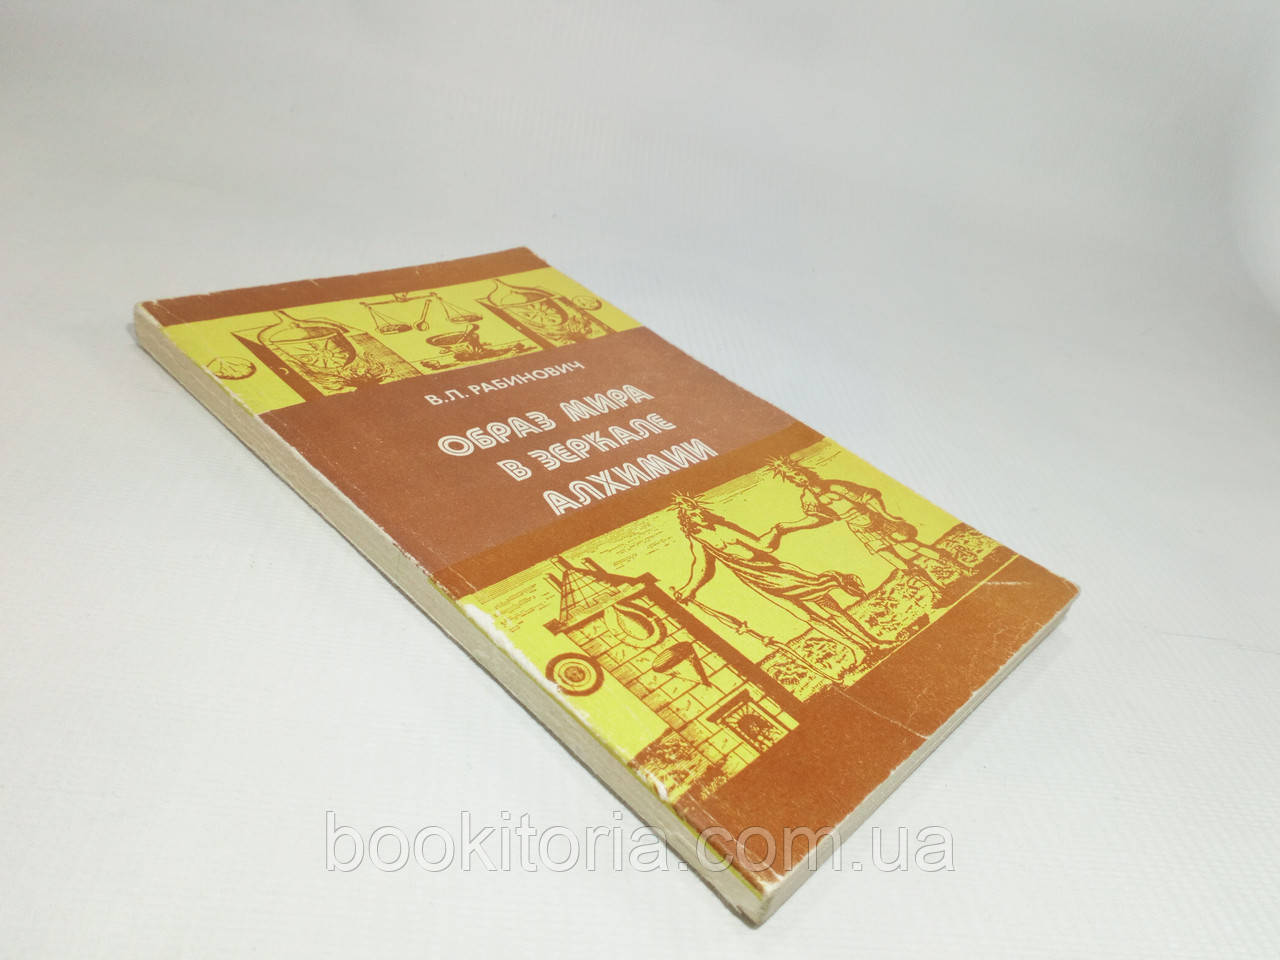 В.Л. РАБИНОВИЧ
ОБРАЗ МИРА
В ЗЕРКАЛЕ
АЛХИМИИ
bookitoria.com.ua